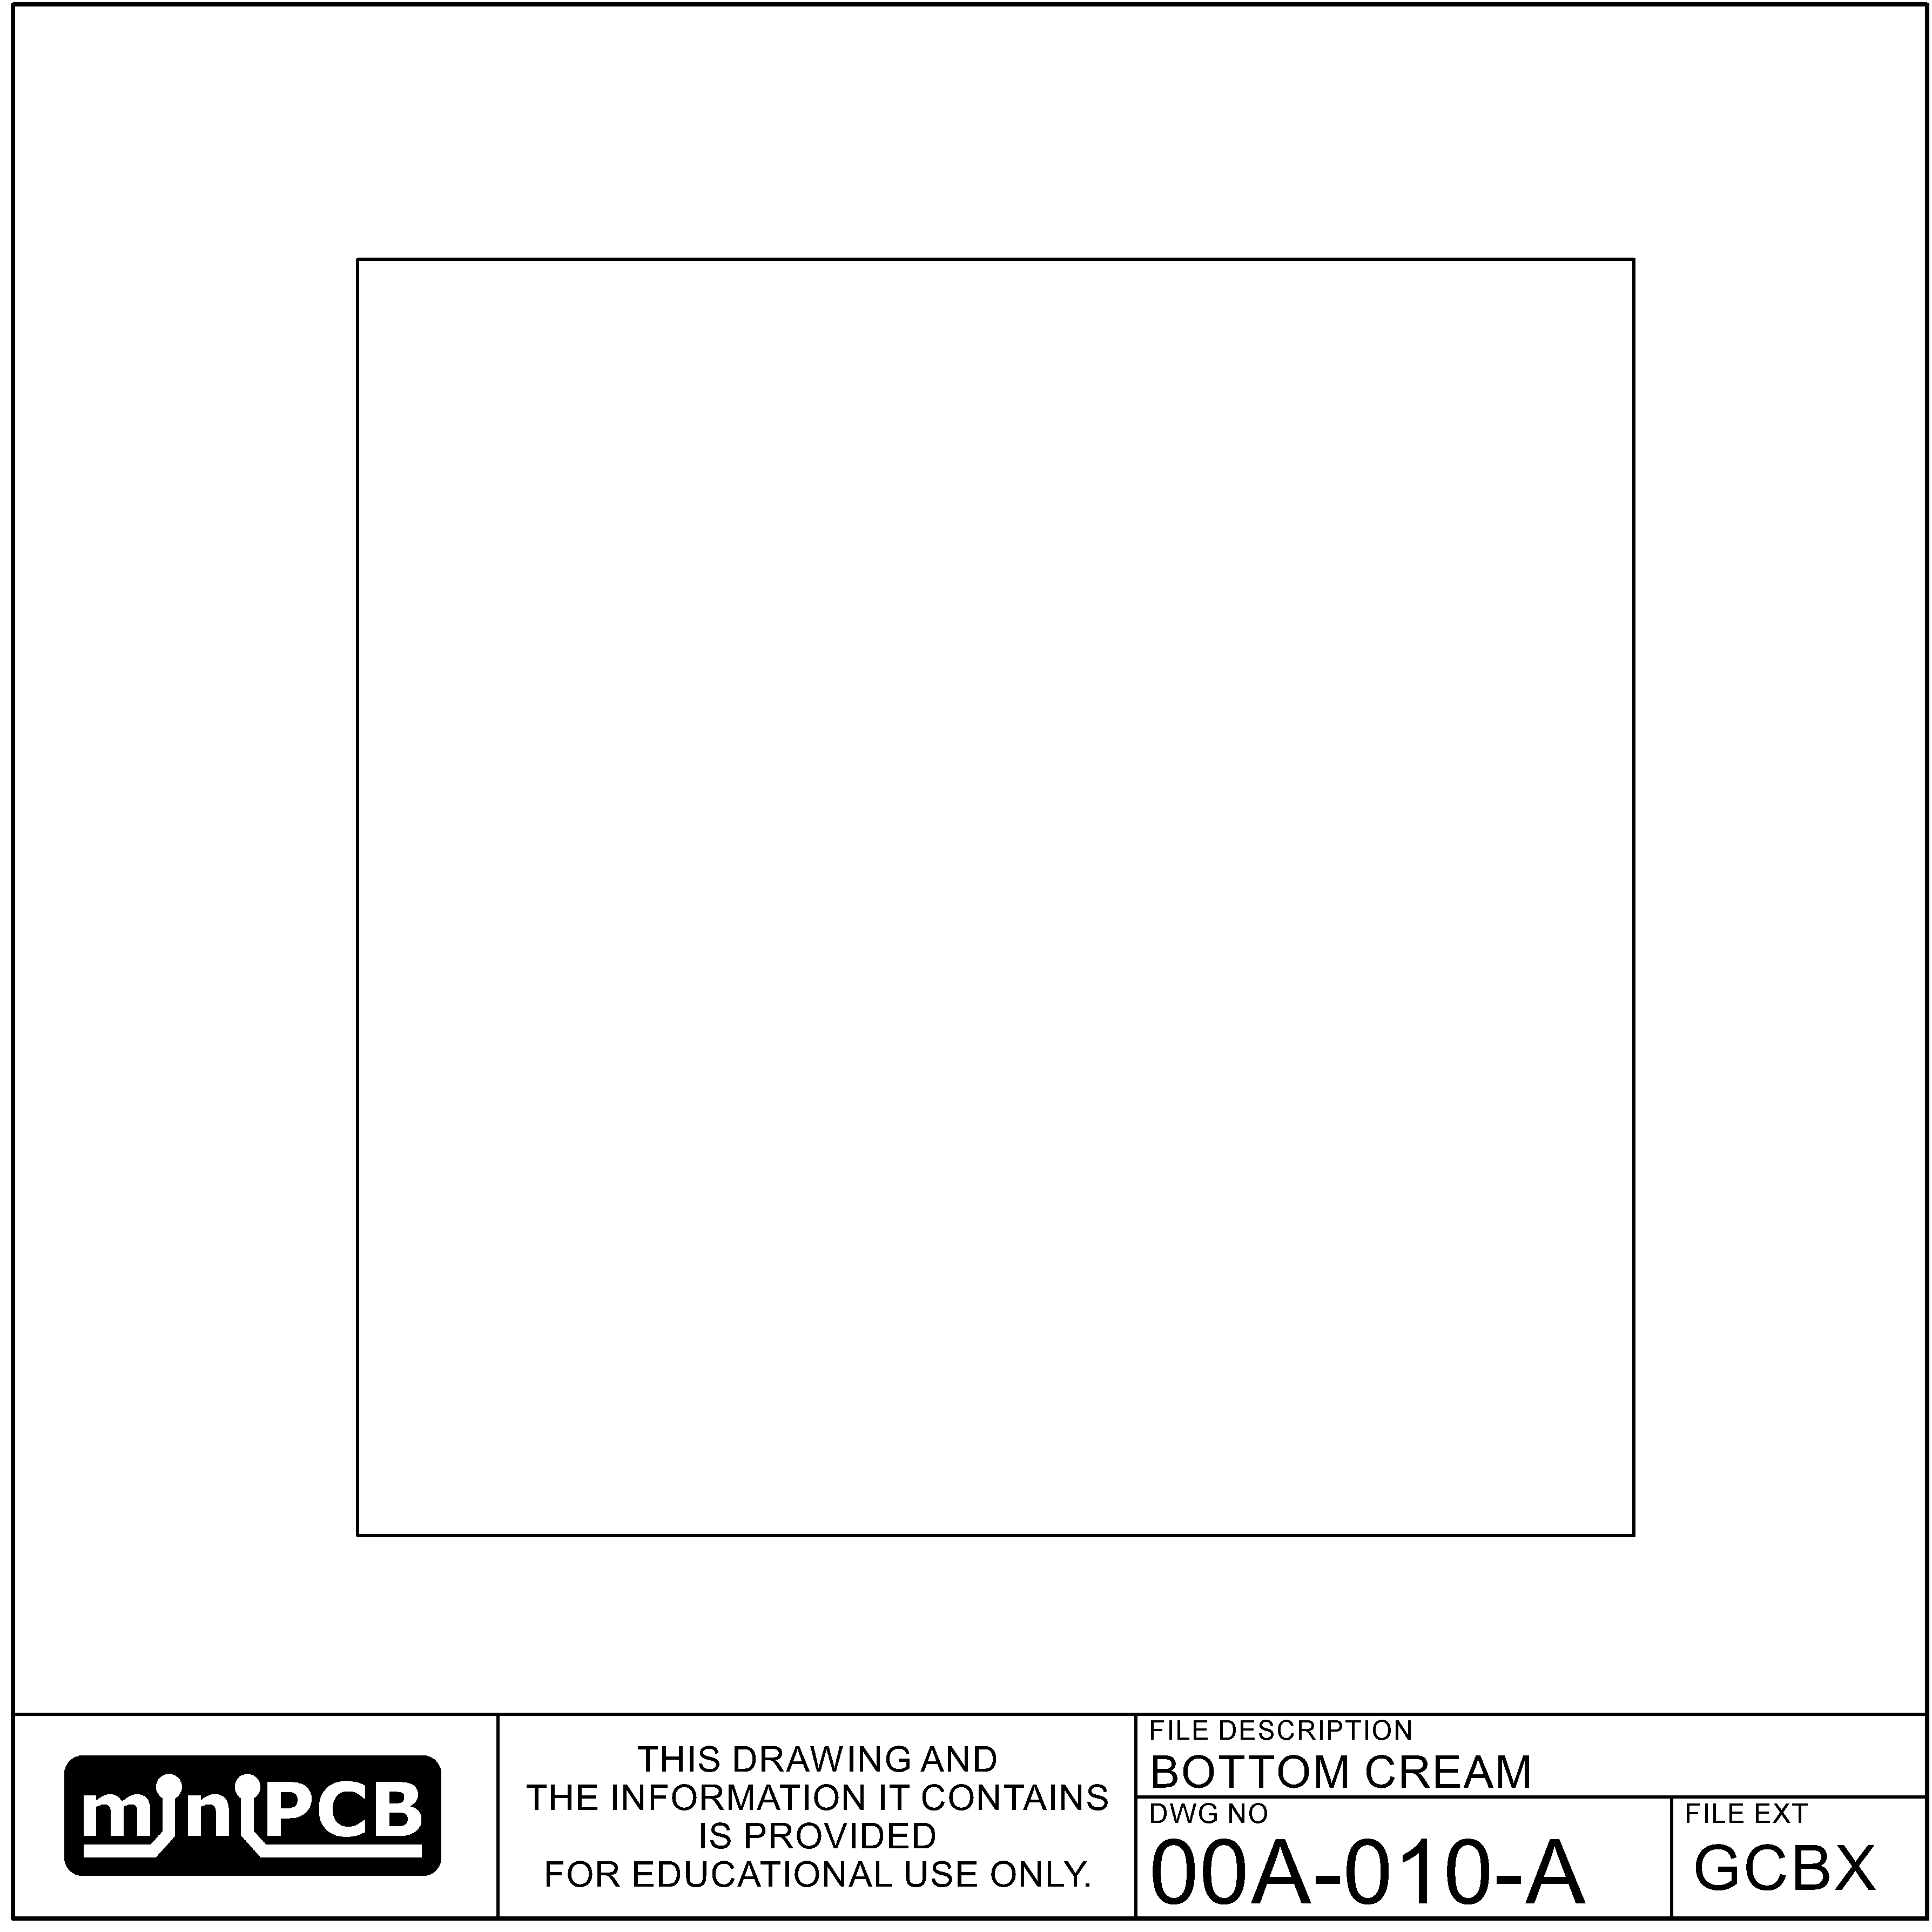 miniPCB
THIS DRAWING AND
THE INFORMATION IT CONTAINS
IS PROVIDED
FOR EDUCATIONAL USE ONLY.
FILE DESCRIPTION
BOTTOM CREAM
DWG NO
00A-010-A
FILE EXT
GCBX